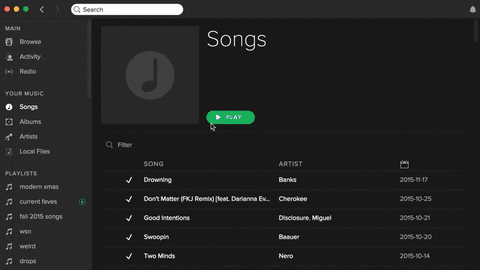 Search
MAIN
Browse
Activity
Radio
YOUR MUSIC
Songs
Albums
Artists
Local Files
PLAYLISTS
modern xmas
current faves
fall 2015 songs
wsn
weird
drops
Songs
PLAY
Filter
SONG ARTIST
Drowning Banks 2015-11-17
Don't Matter (FKJ Remix) [feat. Darianna Ev... Cherokee 2015-10-25
Good Intentions Disclosure, Miguel 2015-10-21
Swoopin Baauer 2015-10-20
Two Minds Nero 2015-10-14